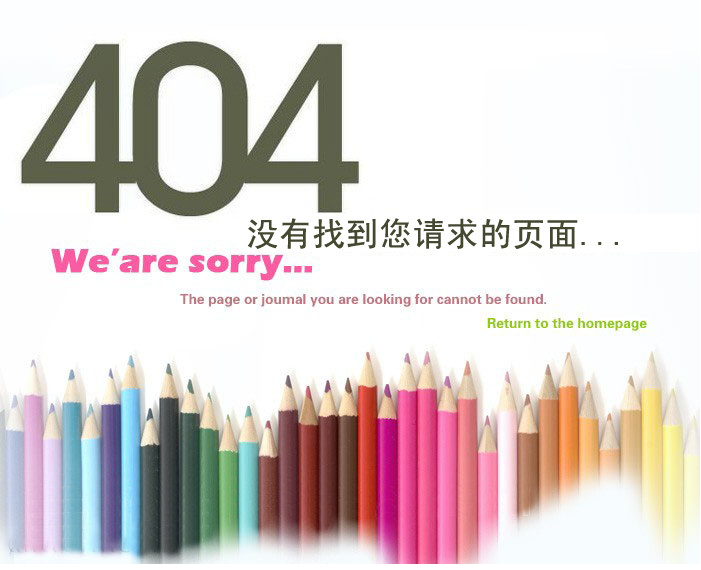 404
没有找到您请求的页面...
We'are sorry...
The page or joumal you are looking for cannot be found.
Return to the homepage